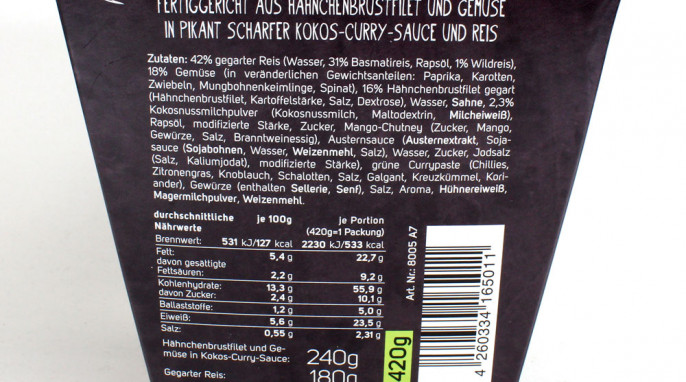 FERTIGGERICHT AUS HÄHNCHENBRUSTFILET UND GEMÜSE
IN PIKANT SCHARFER KOKOS-CURRY-SAUCE UND REIS
Zutaten: 42% gegarter Reis (Wasser, 31% Basmatireis, Rapsöl, 1% Wildreis),
18% Gemüse (in veränderlichen Gewichtsanteilen: Paprika, Karotten,
Zwiebeln, Mungbohnenkeimlinge, Spinat), 16% Hähnchenbrustfilet gegart
(Hähnchenbrustfilet, Kartoffelstärke, Salz, Dextrose), Wasser, Sahne, 2,3%
Kokosnussmilchpulver (Kokosnussmilch, Maltodextrin, Milcheiweiß),
Rapsöl, modifizierte Stärke, Zucker, Mango-Chutney (Zucker, Mango,
Gewürze, Salz, Branntweinessig), Austernsauce (Austernextrakt, Soja-
sauce (Sojabohnen, Wasser, Weizenmehl, Salz), Wasser, Zucker, Jodsalz
(Salz, Kaliumjodat), modifizierte Stärke), grüne Currypaste (Chillies,
Zitronengras, Knoblauch, Schalotten, Salz, Galgant, Kreuzkümmel, Kori-
ander), Gewürze (enthalten Sellerie, Senf), Salz, Aroma, Hühnereiweiß,
Magermilchpulver, Weizenmehl.
durchschnittliche Nährwerte je 100g je Portion
(420g=1 Packung)
Brennwert: 531 kJ/127 kcal 2230 kJ/533 kcal
Fett: 5,4 g 22,7 g
davon gesättigte
Fettsäuren: 2,2 g 9,2 g
Kohlenhydrate: 13,3 g 55,9 g
davon Zucker: 2,4 g 10,1 g
Ballaststoffe: 1,2 g 5,0 g
Eiweiß: 5,6 g 23,5 g
Salz: 0,55 g 2,31 g
Hähnchenbrustfilet und Ge-
müse in Kokos-Curry-Sauce: 240g
Gegarter Reis: 180g
420g
Art. Nr.: 8005 A7
4 260334 165011